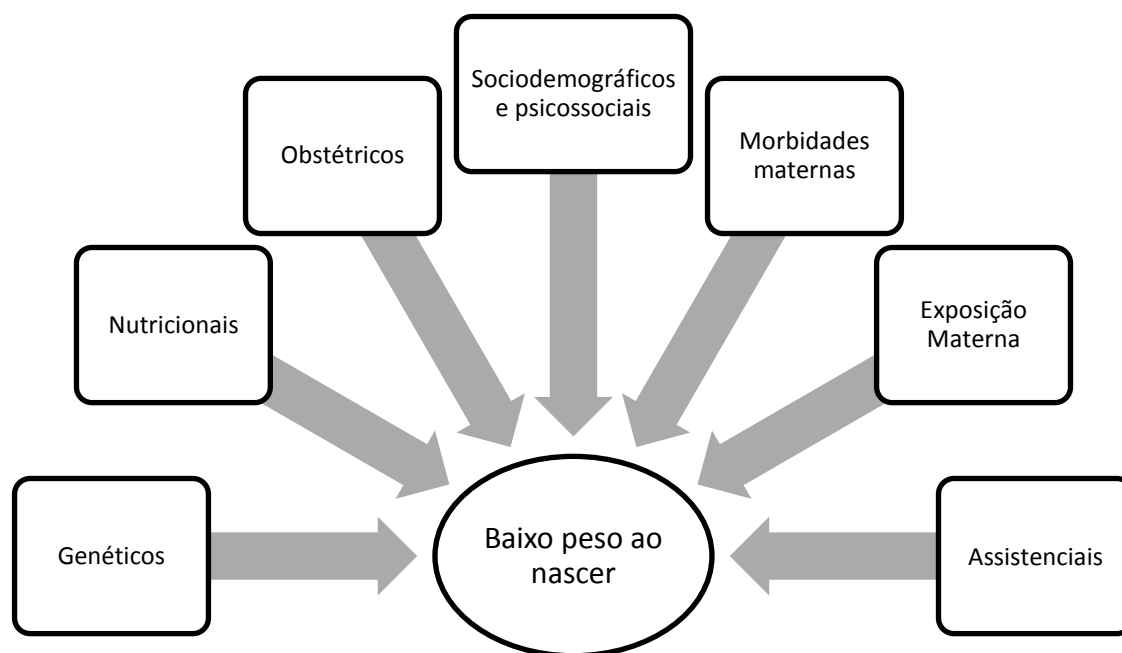 Sociodemográficos
e psicossociais
Obstétricos
Morbidades
maternas
Nutricionais
Exposição
Materna
Genéticos
Baixo peso ao
nascer
Assistenciais